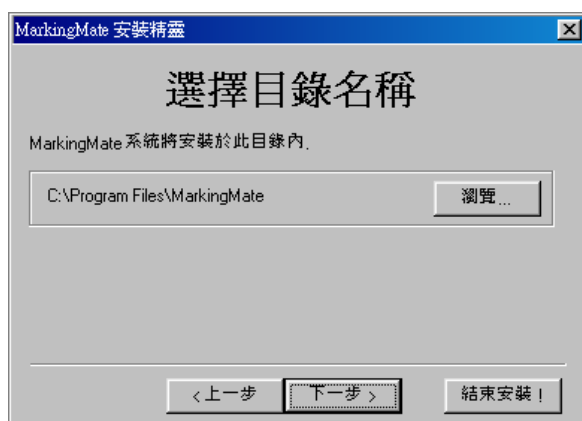 MarkingMate 安裝精靈
選擇目錄名稱
MarkingMate 系統將安裝於此目錄內.
C:\Program Files\MarkingMate
瀏覽...
<上一步
下一步 >
結束安裝 !